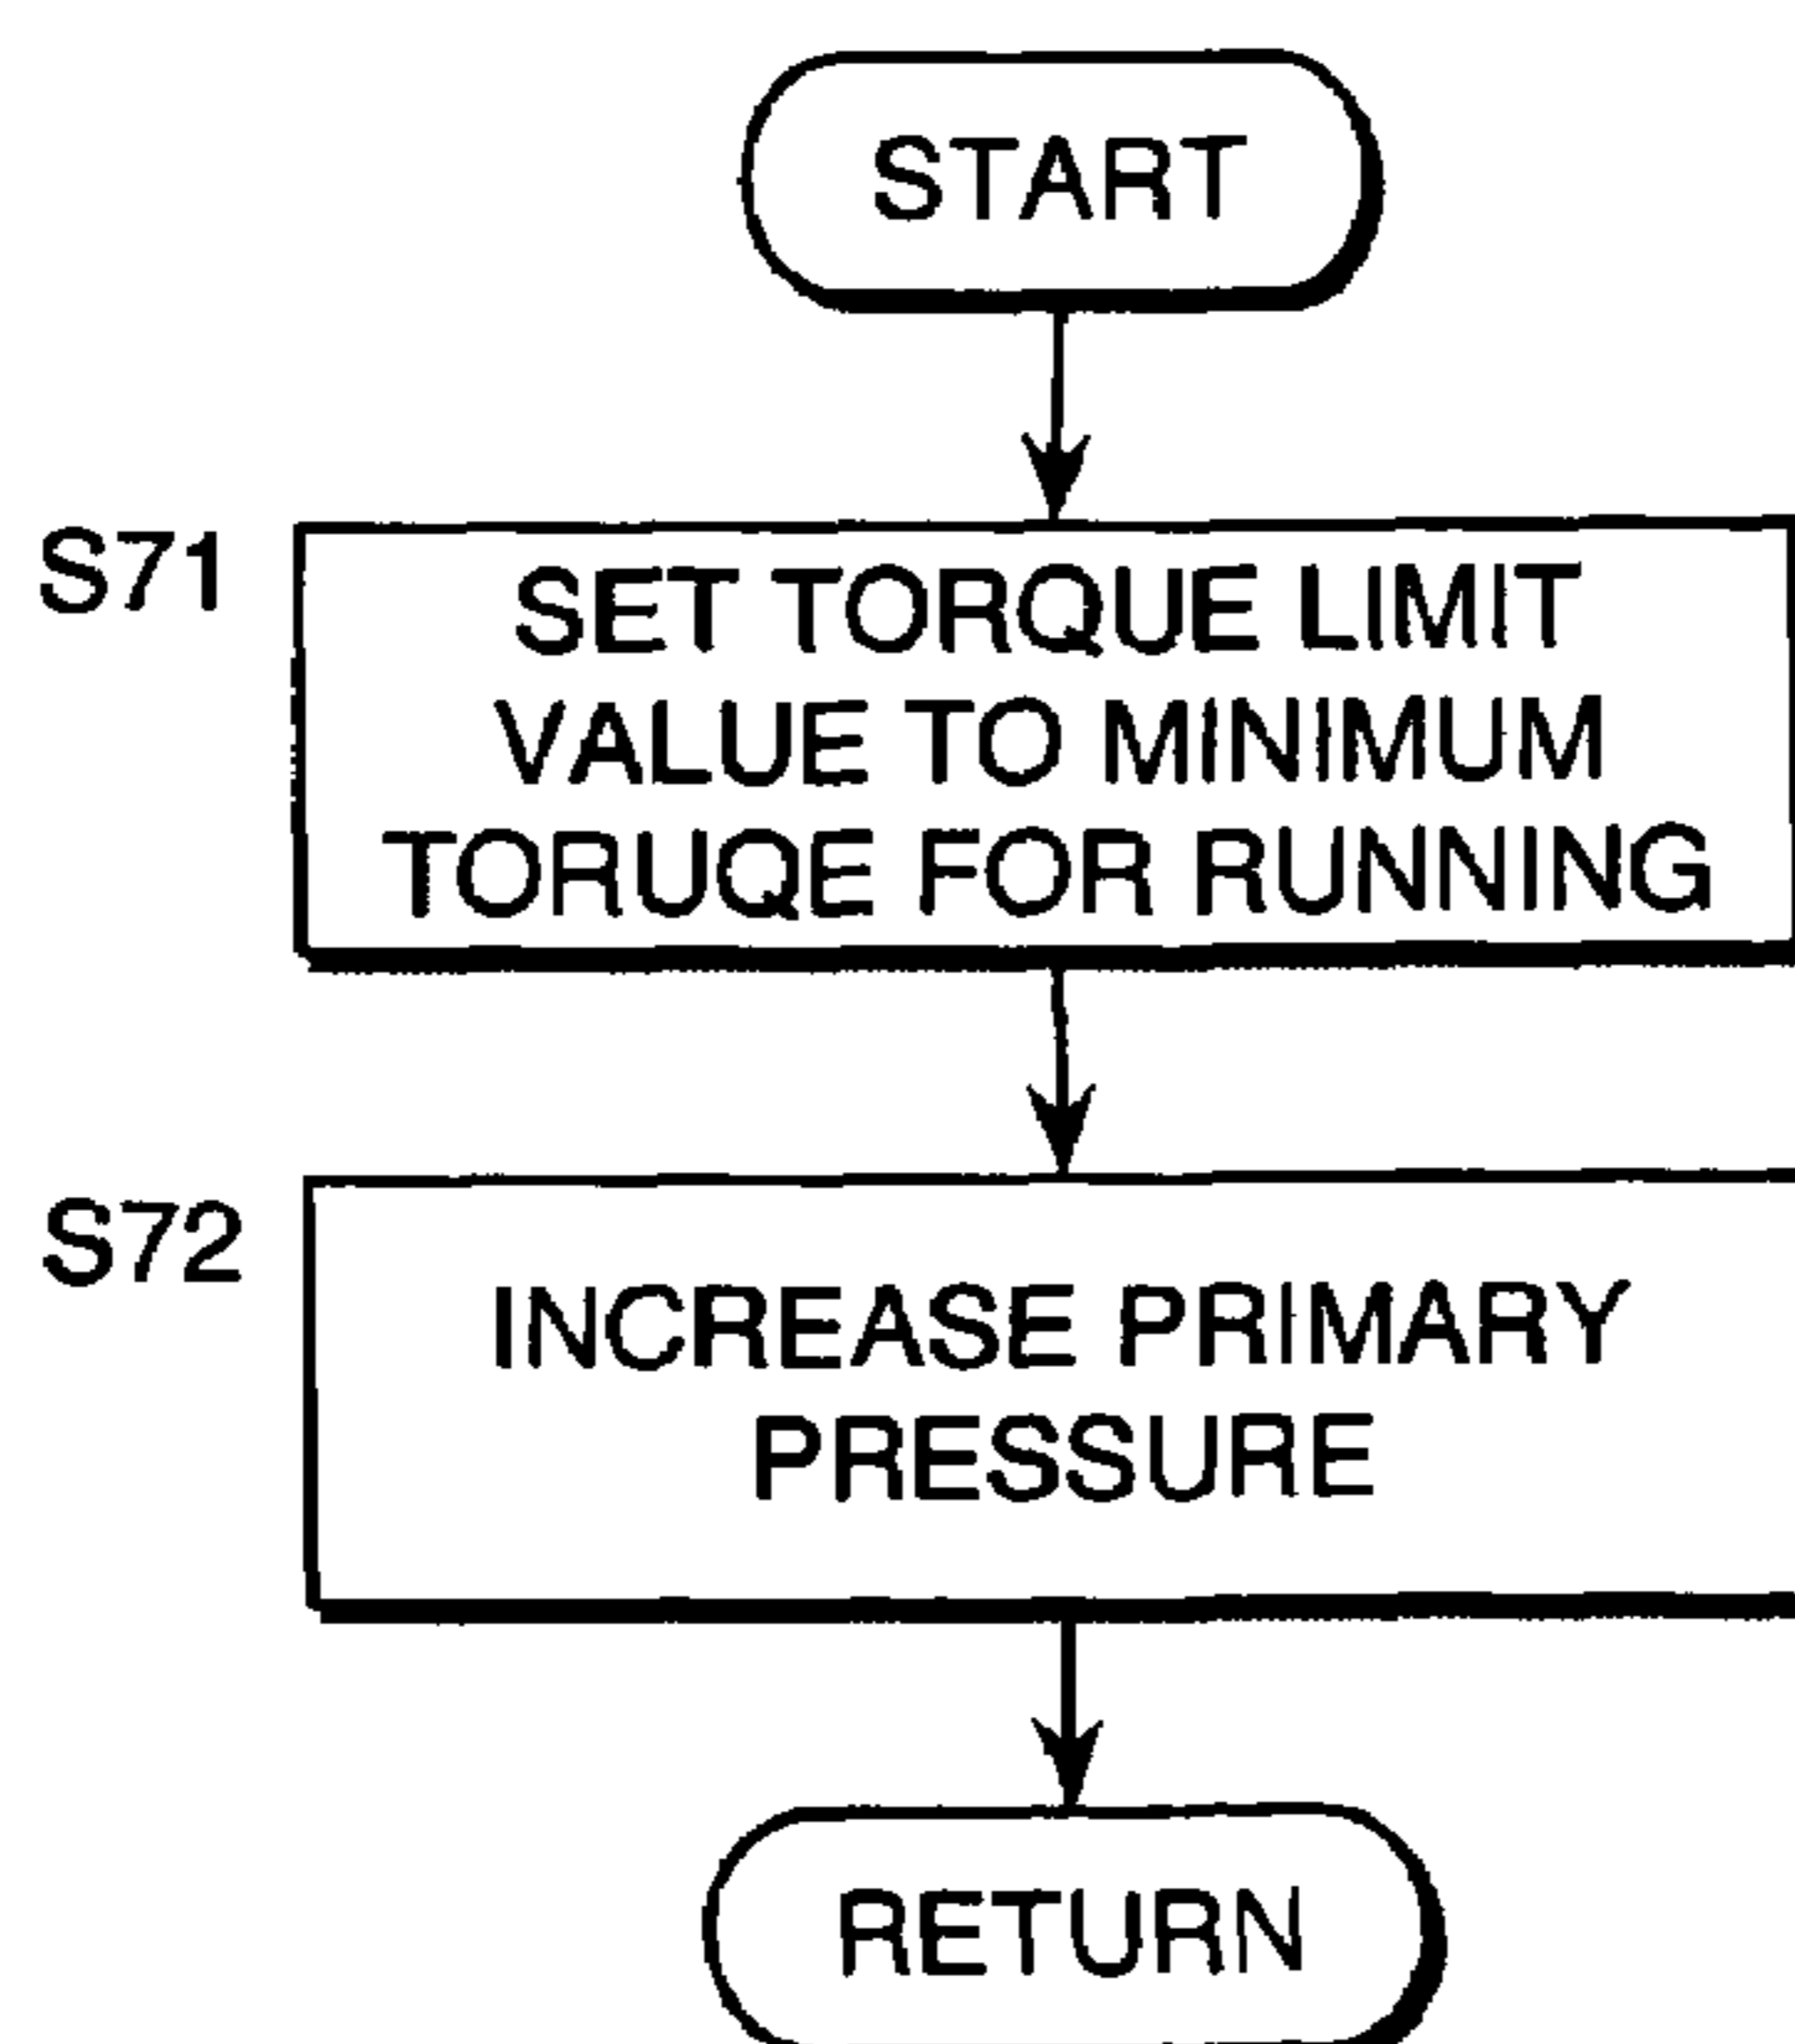 START
S71
SET TORQUE LIMIT
VALUE TO MINIMUM
TORUQE FOR RUNNING
S72
INCREASE PRIMARY
PRESSURE
RETURN